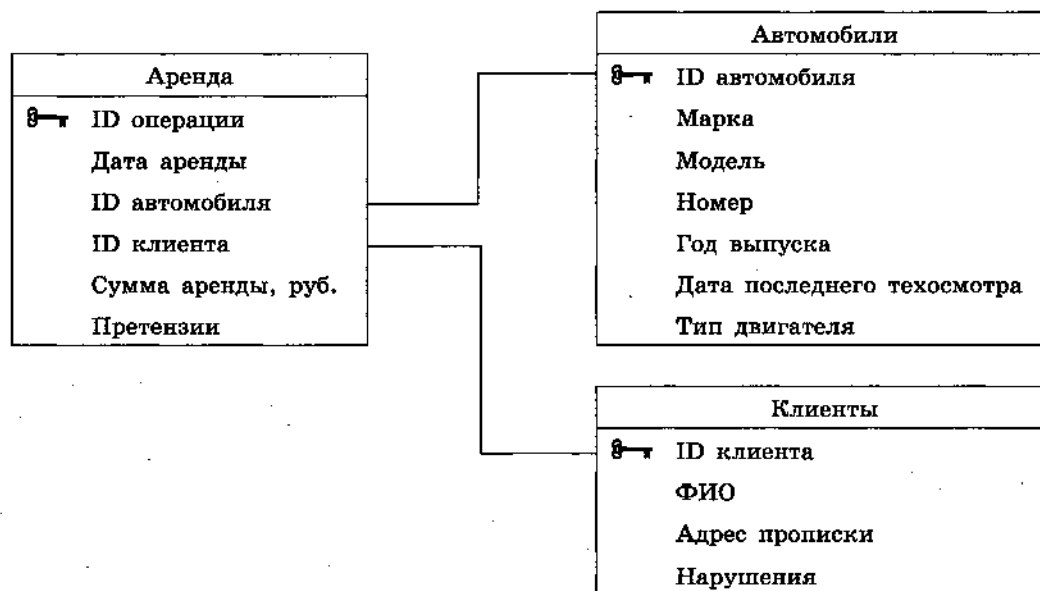 Аренда
ID операции
Дата аренды
ID автомобиля
ID клиента
Сумма аренды, руб.
Претензии
Автомобили
ID автомобиля
Марка
Модель
Номер
Год выпуска
Дата последнего техосмотра
Тип двигателя
Клиенты
ID клиента
ФИО
Адрес прописки
Нарушения